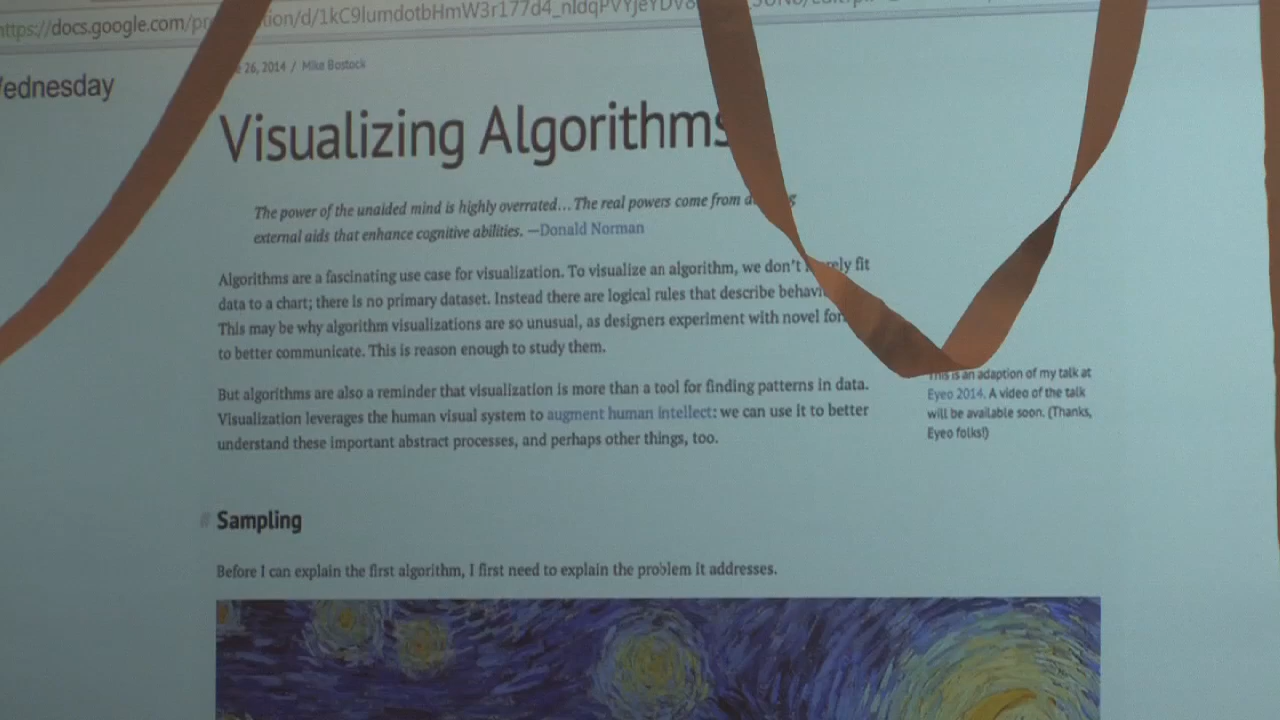 https://docs.google.com/
Wednesday
26, 2014 / Mike Bostock
Visualizing Algorithms
The power of the unaided mind is highly overrated… The real powers come from
external aids that enhance cognitive abilities. —Donald Norman
Algorithms are a fascinating use case for visualization. To visualize an algorithm, we don't fit
data to a chart; there is no primary dataset. Instead there are logical rules that describe
This may be why algorithm visualizations are so unusual, as designers experiment with novel
to better communicate. This is reason enough to study them.
But algorithms are also a reminder that visualization is more than a tool for finding patterns in data.
Visualization leverages the human visual system to augment human intellect: we can use it to better
understand these important abstract processes, and perhaps other things, too.
This is an adaption of my talk at
Eyeo 2014. A video of the talk
will be available soon. (Thanks,
Eyeo folks!)
# Sampling
Before I can explain the first algorithm, I first need to explain the problem it addresses.